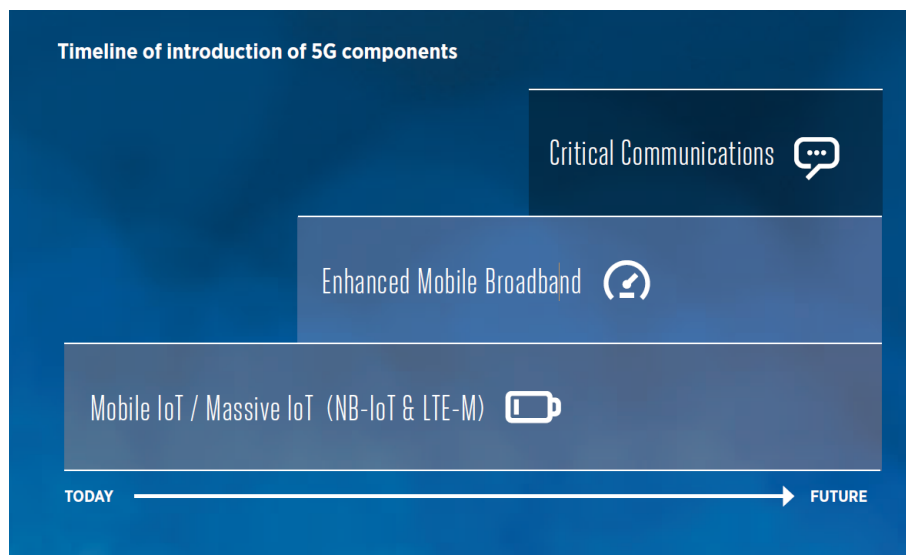 Timeline of introduction of 5G components
Critical Communications
Enhanced Mobile Broadband
Mobile IoT / Massive IoT (NB-IoT & LTE-M)
TODAY
FUTURE